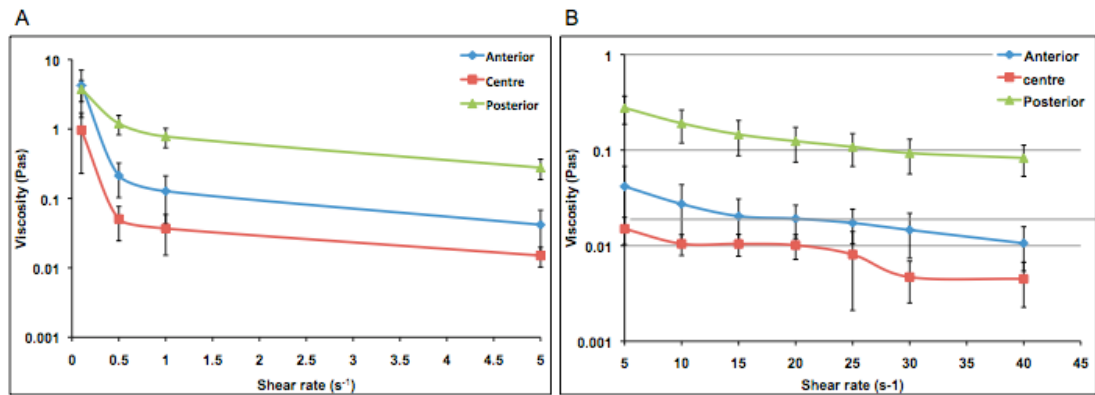 A
B
Anterior
Centre
Posterior
Viscosity (Pas)
10
1
0.1
0.01
0.001
0 0.5 1 1.5 2 2.5 3 3.5 4 4.5 5
Shear rate (s⁻¹)
Anterior
centre
Posterior
Viscosity (Pas)
1
0.1
0.01
0.001
5 10 15 20 25 30 35 40 45
Shear rate (s-1)